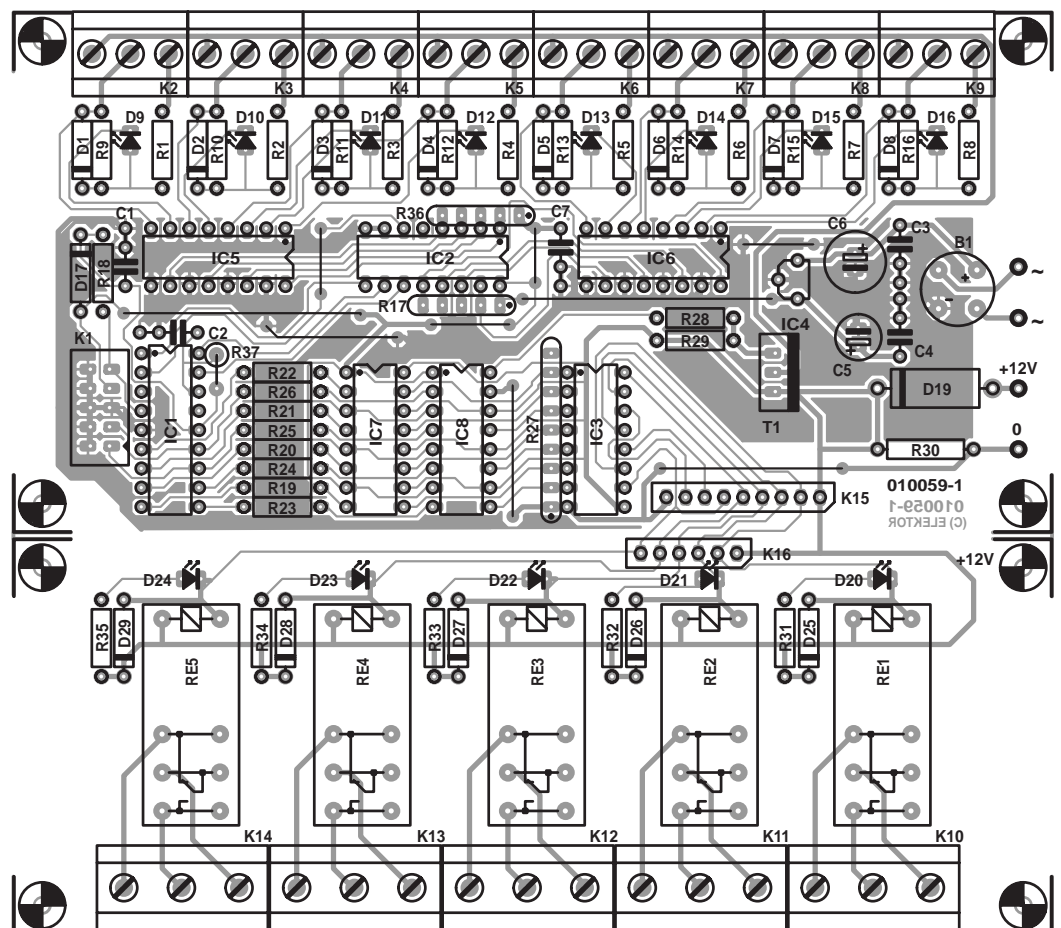 K2 K3 K4 K5 K6 K7 K8 K9
D1 R9 D9 R1 D2 R10 D10 R2 D3 R11 D11 R3 D4 R12 D12 R4 D5 R13 D13 R5 D6 R14 D14 R6 D7 R15 D15 R7 D8 R16 D16 R8
C1 R36 C7 C6 C3 B1
D17 R18 IC5 IC2 IC6 + + - ~
R17 ~
K1 C2 R37 R28 R29 IC4 C5 + C4
+12V
R22
R26
R21
R25
R20
R24
R19
R23
IC1 IC7 IC8 R27 IC3 T1 D19
0
R30
010059-1
010059-1
(C) ELEKTOR
K15
K16
+12V
D24 D23 D22 D21 D20
R35 D29 R34 D28 R33 D27 R32 D26 R31 D25
RE5 RE4 RE3 RE2 RE1
K14 K13 K12 K11 K10